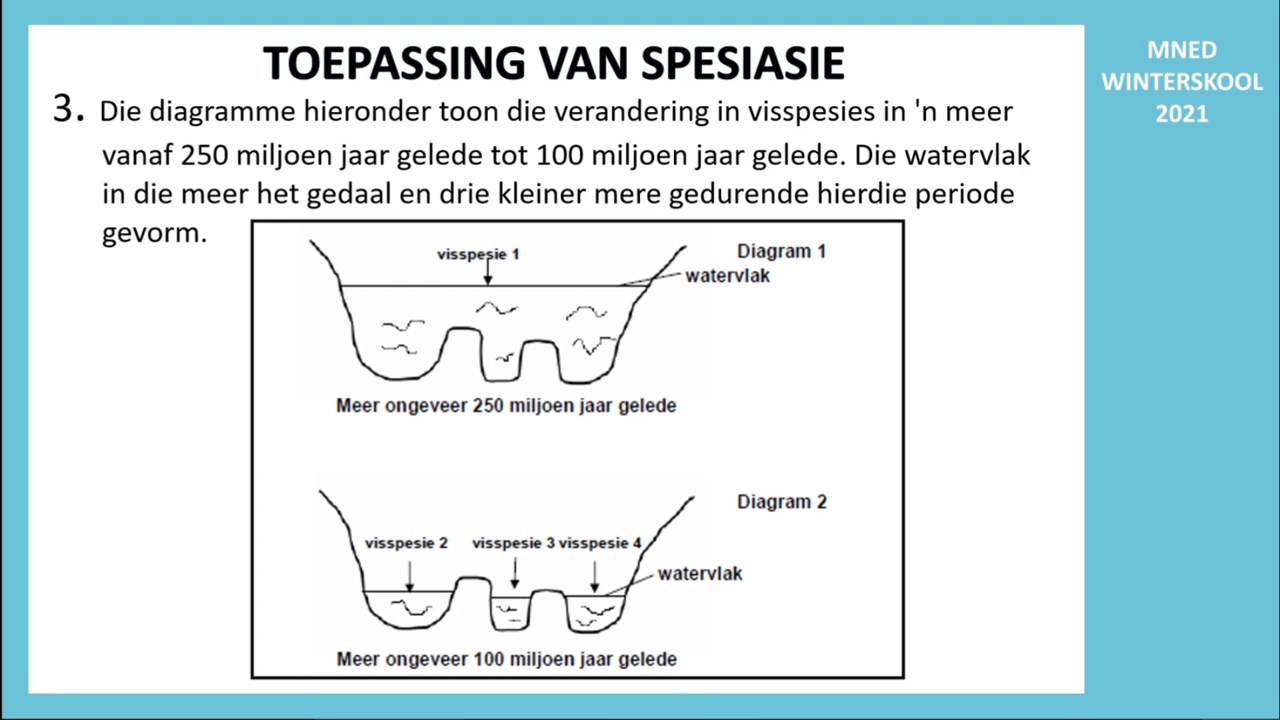 TOEPASSING VAN SPESIASIE
3. Die diagramme hieronder toon die verandering in visspesies in 'n meer
vanaf 250 miljoen jaar gelede tot 100 miljoen jaar gelede. Die watervlak
in die meer het gedaal en drie kleiner mere gedurende hierdie periode
gevorm.
visspesie 1
Diagram 1
watervlak
Meer ongeveer 250 miljoen jaar gelede
Diagram 2
visspesie 2 visspesie 3 visspesie 4
watervlak
Meer ongeveer 100 miljoen jaar gelede
MNED
WINTERSKOOL
2021